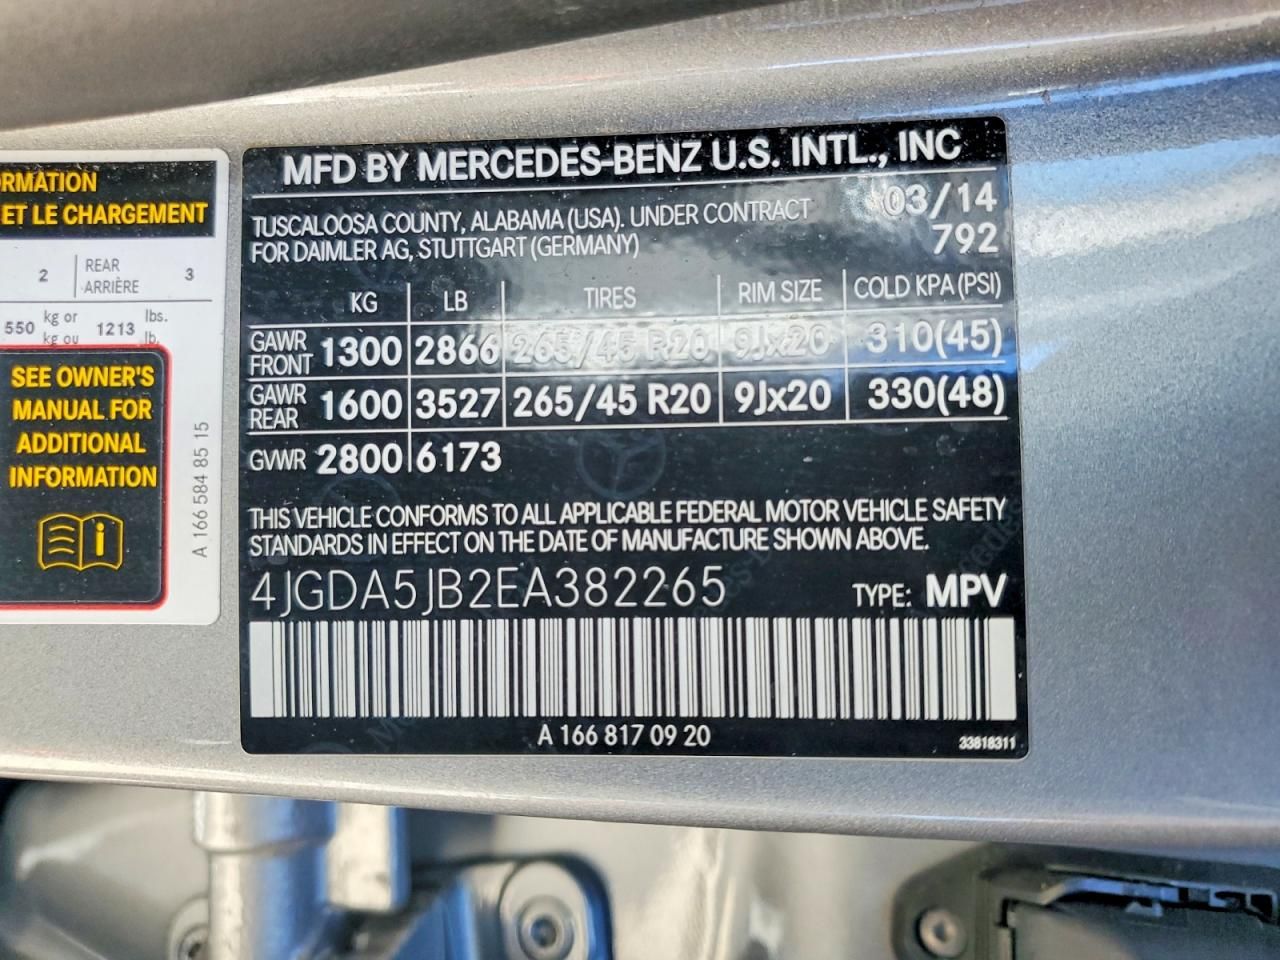 RMATION
ET LE CHARGEMENT
2 REAR ARRIÈRE 3
550 kg or kg ou 1213 lbs. lb.
SEE OWNER'S
MANUAL FOR
ADDITIONAL
INFORMATION
A 166 584 85 15
MFD BY MERCEDES-BENZ U.S. INTL., INC
TUSCALOOSA COUNTY, ALABAMA (USA). UNDER CONTRACT 03/14
FOR DAIMLER AG, STUTTGART (GERMANY) 792
KG LB TIRES RIM SIZE COLD KPA (PSI)
GAWR FRONT 1300 2866 265/45 R20 9Jx20 310(45)
GAWR REAR 1600 3527 265/45 R20 9Jx20 330(48)
GVWR 2800 6173
THIS VEHICLE CONFORMS TO ALL APPLICABLE FEDERAL MOTOR VEHICLE SAFETY
STANDARDS IN EFFECT ON THE DATE OF MANUFACTURE SHOWN ABOVE.
4JGDA5JB2EA382265 TYPE: MPV
A 166 817 09 20
33818311